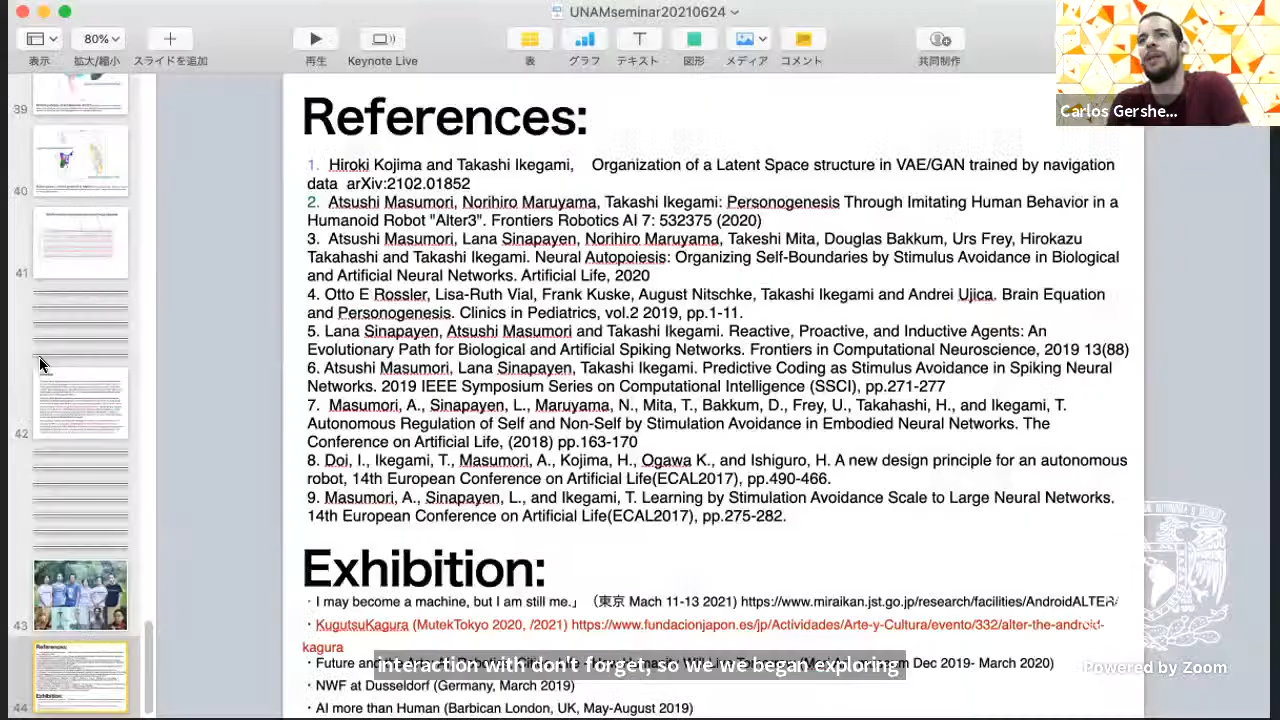 UNAMseminar20210624
80%
表示
拡大/縮小
スライドを追加
再生
Keynote Live
表
グラフ
テキスト
図形
メディア
コメント
共同制作
Carlos Gershe...
39
40
41
42
43
44
References:
1. Hiroki Kojima and Takashi Ikegami, Organization of a Latent Space structure in VAE/GAN trained by navigation
data arXiv:2102.01852
2. Atsushi Masumori, Norihiro Maruyama, Takashi Ikegami: Personogenesis Through Imitating Human Behavior in a
Humanoid Robot "Alter3". Frontiers Robotics AI 7: 532375 (2020)
3. Atsushi Masumori, Lana Sinapayen, Norihiro Maruyama, Takeshi Mita, Douglas Bakkum, Urs Frey, Hirokazu
Takahashi and Takashi Ikegami. Neural Autopoiesis: Organizing Self-Boundaries by Stimulus Avoidance in Biological
and Artificial Neural Networks. Artificial Life, 2020
4. Otto E Rossler, Lisa-Ruth Vial, Frank Kuske, August Nitschke, Takashi Ikegami and Andrei Ujica. Brain Equation
and Personogenesis. Clinics in Pediatrics, vol.2 2019, pp.1-11.
5. Lana Sinapayen, Atsushi Masumori and Takashi Ikegami. Reactive, Proactive, and Inductive Agents: An
Evolutionary Path for Biological and Artificial Spiking Networks. Frontiers in Computational Neuroscience, 2019 13(88)
6. Atsushi Masumori, Lana Sinapayen, Takashi Ikegami. Predictive Coding as Stimulus Avoidance in Spiking Neural
Networks. 2019 IEEE Symposium Series on Computational Intelligence (SSCI), pp.271-277
7. Masumori, A., Sinapayen, L., Maruyama, N., Mita, T., Bakkum, D., Frey, U., Takahashi, H., and Ikegami, T.
Autonomous Regulation of Self and Non-Self by Stimulation Avoidance in Embodied Neural Networks. The
Conference on Artificial Life, (2018) pp.163-170
8. Doi, I., Ikegami, T., Masumori, A., Kojima, H., Ogawa K., and Ishiguro, H. A new design principle for an autonomous
robot, 14th European Conference on Artificial Life(ECAL2017), pp.490-466.
9. Masumori, A., Sinapayen, L., and Ikegami, T. Learning by Stimulation Avoidance Scale to Large Neural Networks.
14th European Conference on Artificial Life(ECAL2017), pp.275-282.
Exhibition:
・I may become a machine, but I am still me.」 （東京 Mach 11-13 2021) https://www.miraikan.jst.go.jp/research/facilities/AndroidALTER/
・KugutsuKagura (MutekTokyo 2020, /2021) https://www.fundacionjapon.es/jp/Actividades/Arte-y-Cultura/evento/332/alter-the-android-
kagura
・Future and
Dec 2019- March 2020)
interaction with don't forget, so we we began exploring
・NWF at Dusseldorf (Germany, March 2019)
・AI more than Human (Barbican London, UK, May-August 2019)
Powered by Zoom